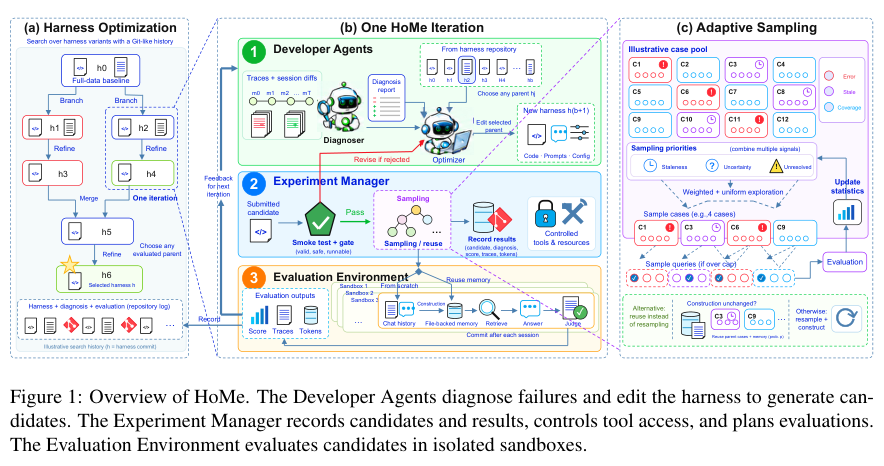 (a) Harness Optimization
Search over harness variants with a Git-like history
h0
Full-data baseline
Branch
Branch
h1
h2
Refine
Refine
h3
h4
Merge
One iteration
h5
Refine
Choose any
evaluated parent
h6
Selected harness h
Harness + diagnosis + evaluation (repository log)
...
Illustrative search history (h = harness commit)
(b) One HoMe Iteration
1
Developer Agents
Traces + session diffs
m0 m1 m2 ... mT
Diagnoser
Diagnosis
report
From harness repository
h0 h1 h2 h3 H4 hb
...
Choose any parent hj
Optimizer
Edit selected
parent
New harness h(b+1)
Code · Prompts · Config
Revise if rejected
Feedback
for next
iteration
2
Experiment Manager
Submitted
candidate
Pass
Smoke test + gate
(valid, safe, runnable)
Sampling
...
Sampling / reuse
Record results
(candidate, diagnosis,
score, traces, tokens)
Controlled
tools & resources
3
Evaluation Environment
Reuse memory
Evaluation outputs
Score Traces Tokens
Record
Sandbox 1
Sandbox 2
Sandbox
...
From scratch
Construction
Chat history
File-backed memory
Retrieve
Answer
Judge
Commit after each session
(c) Adaptive Sampling
Illustrative case pool
C1 C2 C3 C4
C5 C6 C7 C8
C9 C10 C11 C12
Error
Stale
Coverage
Sampling priorities (combine multiple signals)
Staleness
Uncertainty
Unresolved
Weighted + uniform exploration
Update
statistics
Sample cases (e.g.,4 cases)
C1 C3 C6 C9
Sample queries (if over cap)
Evaluation
Alternative:
reuse instead
of resampling
Construction unchanged?
C3 C9 ...
Otherwise:
resample +
construct
Figure 1: Overview of HoMe. The Developer Agents diagnose failures and edit the harness to generate can-
didates. The Experiment Manager records candidates and results, controls tool access, and plans evaluations.
The Evaluation Environment evaluates candidates in isolated sandboxes.